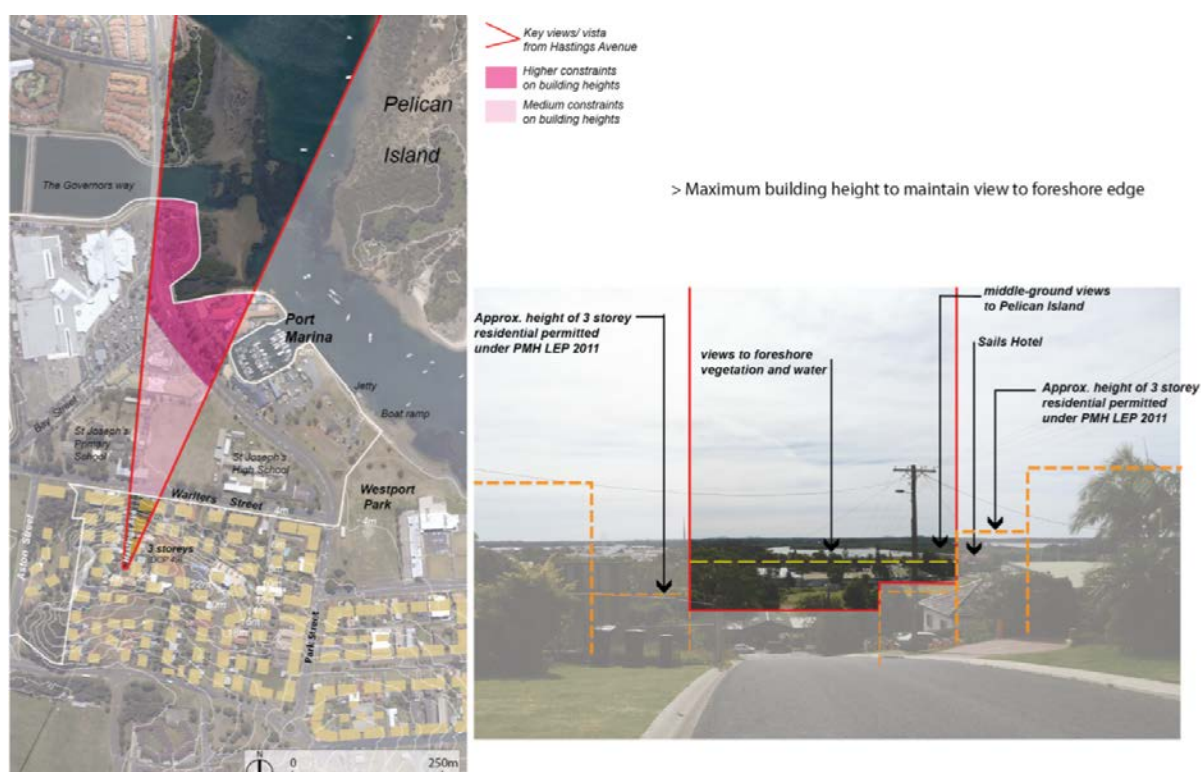 Key views/ vista
from Hastings Avenue
Higher constraints
on building heights
Medium constraints
on building heights
Pelican
Island
The Governors way
Port
Marina
Jetty
Boat ramp
Bay Street
St Joseph's
Primary
School
St Joseph's
High School
Warlters Street
Westport
Park
4m
Aston Street
3 storeys
Park Street
N
0
250m
> Maximum building height to maintain view to foreshore edge
Approx. height of 3 storey
residential permitted
under PMH LEP 2011
views to foreshore
vegetation and water
middle-ground views
to Pelican Island
Sails Hotel
Approx. height of 3 storey
residential permitted
under PMH LEP 2011